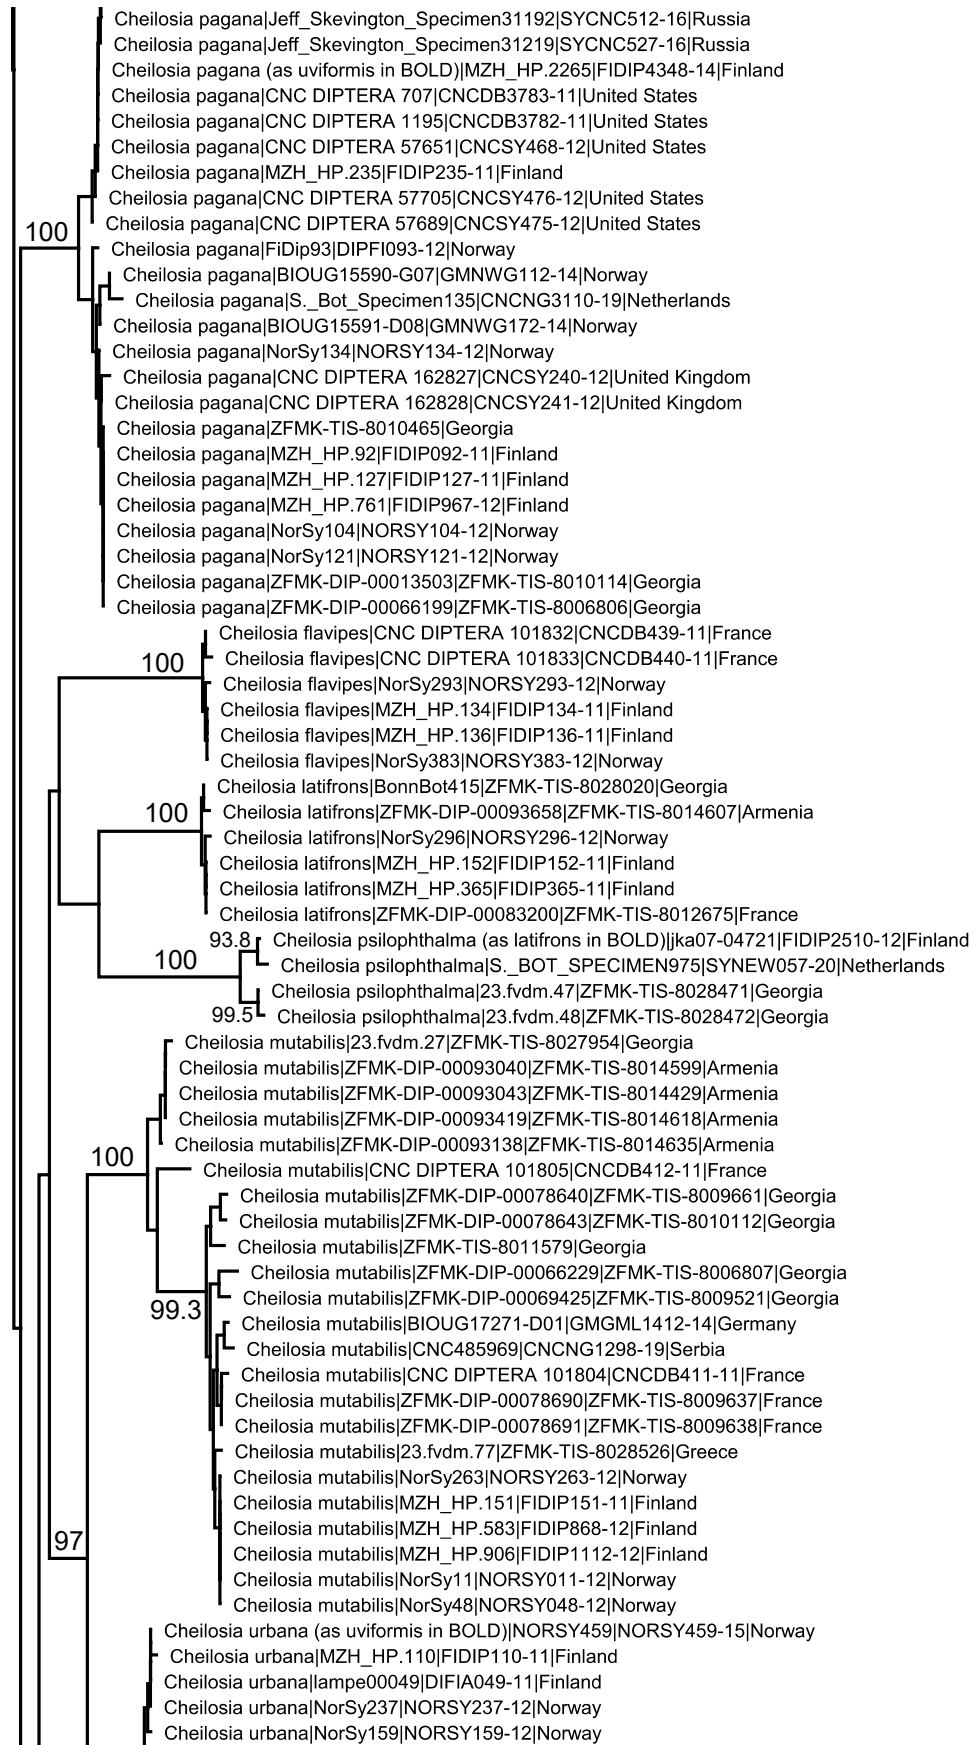 Cheilosia pagana|Jeff_Skevington_Specimen31192|SYCNC512-16|Russia
Cheilosia pagana|Jeff_Skevington_Specimen31219|SYCNC527-16|Russia
Cheilosia pagana (as uviformis in BOLD)|MZH_HP.2265|FIDIP4348-14|Finland
Cheilosia pagana|CNC DIPTERA 707|CNCDB3783-11|United States
Cheilosia pagana|CNC DIPTERA 1195|CNCDB3782-11|United States
Cheilosia pagana|CNC DIPTERA 57651|CNCSY468-12|United States
Cheilosia pagana|MZH_HP.235|FIDIP235-11|Finland
Cheilosia pagana|CNC DIPTERA 57705|CNCSY476-12|United States
Cheilosia pagana|CNC DIPTERA 57689|CNCSY475-12|United States
100
Cheilosia pagana|FiDip93|DIPFI093-12|Norway
Cheilosia pagana|BIOUG15590-G07|GMNWG112-14|Norway
Cheilosia pagana|S._Bot_Specimen135|CNCNG3110-19|Netherlands
Cheilosia pagana|BIOUG15591-D08|GMNWG172-14|Norway
Cheilosia pagana|NorSy134|NORSY134-12|Norway
Cheilosia pagana|CNC DIPTERA 162827|CNCSY240-12|United Kingdom
Cheilosia pagana|CNC DIPTERA 162828|CNCSY241-12|United Kingdom
Cheilosia pagana|ZFMK-TIS-8010465|Georgia
Cheilosia pagana|MZH_HP.92|FIDIP092-11|Finland
Cheilosia pagana|MZH_HP.127|FIDIP127-11|Finland
Cheilosia pagana|MZH_HP.761|FIDIP967-12|Finland
Cheilosia pagana|NorSy104|NORSY104-12|Norway
Cheilosia pagana|NorSy121|NORSY121-12|Norway
Cheilosia pagana|ZFMK-DIP-00013503|ZFMK-TIS-8010114|Georgia
Cheilosia pagana|ZFMK-DIP-00066199|ZFMK-TIS-8006806|Georgia
Cheilosia flavipes|CNC DIPTERA 101832|CNCDB439-11|France
Cheilosia flavipes|CNC DIPTERA 101833|CNCDB440-11|France
100
Cheilosia flavipes|NorSy293|NORSY293-12|Norway
Cheilosia flavipes|MZH_HP.134|FIDIP134-11|Finland
Cheilosia flavipes|MZH_HP.136|FIDIP136-11|Finland
Cheilosia flavipes|NorSy383|NORSY383-12|Norway
Cheilosia latifrons|BonnBot415|ZFMK-TIS-8028020|Georgia
100
Cheilosia latifrons|ZFMK-DIP-00093658|ZFMK-TIS-8014607|Armenia
Cheilosia latifrons|NorSy296|NORSY296-12|Norway
Cheilosia latifrons|MZH_HP.152|FIDIP152-11|Finland
Cheilosia latifrons|MZH_HP.365|FIDIP365-11|Finland
Cheilosia latifrons|ZFMK-DIP-00083200|ZFMK-TIS-8012675|France
93.8
Cheilosia psilophthalma (as latifrons in BOLD)|jka07-04721|FIDIP2510-12|Finland
100
Cheilosia psilophthalma|S._BOT_SPECIMEN975|SYNEW057-20|Netherlands
Cheilosia psilophthalma|23.fvdm.47|ZFMK-TIS-8028471|Georgia
99.5
Cheilosia psilophthalma|23.fvdm.48|ZFMK-TIS-8028472|Georgia
Cheilosia mutabilis|23.fvdm.27|ZFMK-TIS-8027954|Georgia
Cheilosia mutabilis|ZFMK-DIP-00093040|ZFMK-TIS-8014599|Armenia
Cheilosia mutabilis|ZFMK-DIP-00093043|ZFMK-TIS-8014429|Armenia
Cheilosia mutabilis|ZFMK-DIP-00093419|ZFMK-TIS-8014618|Armenia
Cheilosia mutabilis|ZFMK-DIP-00093138|ZFMK-TIS-8014635|Armenia
100
Cheilosia mutabilis|CNC DIPTERA 101805|CNCDB412-11|France
Cheilosia mutabilis|ZFMK-DIP-00078640|ZFMK-TIS-8009661|Georgia
Cheilosia mutabilis|ZFMK-DIP-00078643|ZFMK-TIS-8010112|Georgia
Cheilosia mutabilis|ZFMK-TIS-8011579|Georgia
Cheilosia mutabilis|ZFMK-DIP-00066229|ZFMK-TIS-8006807|Georgia
Cheilosia mutabilis|ZFMK-DIP-00069425|ZFMK-TIS-8009521|Georgia
99.3
Cheilosia mutabilis|BIOUG17271-D01|GMGML1412-14|Germany
Cheilosia mutabilis|CNC485969|CNCNG1298-19|Serbia
Cheilosia mutabilis|CNC DIPTERA 101804|CNCDB411-11|France
Cheilosia mutabilis|ZFMK-DIP-00078690|ZFMK-TIS-8009637|France
Cheilosia mutabilis|ZFMK-DIP-00078691|ZFMK-TIS-8009638|France
Cheilosia mutabilis|23.fvdm.77|ZFMK-TIS-8028526|Greece
Cheilosia mutabilis|NorSy263|NORSY263-12|Norway
Cheilosia mutabilis|MZH_HP.151|FIDIP151-11|Finland
Cheilosia mutabilis|MZH_HP.583|FIDIP868-12|Finland
97
Cheilosia mutabilis|MZH_HP.906|FIDIP1112-12|Finland
Cheilosia mutabilis|NorSy11|NORSY011-12|Norway
Cheilosia mutabilis|NorSy48|NORSY048-12|Norway
Cheilosia urbana (as uviformis in BOLD)|NORSY459|NORSY459-15|Norway
Cheilosia urbana|MZH_HP.110|FIDIP110-11|Finland
Cheilosia urbana|lampe00049|DIFIA049-11|Finland
Cheilosia urbana|NorSy237|NORSY237-12|Norway
Cheilosia urbana|NorSy159|NORSY159-12|Norway